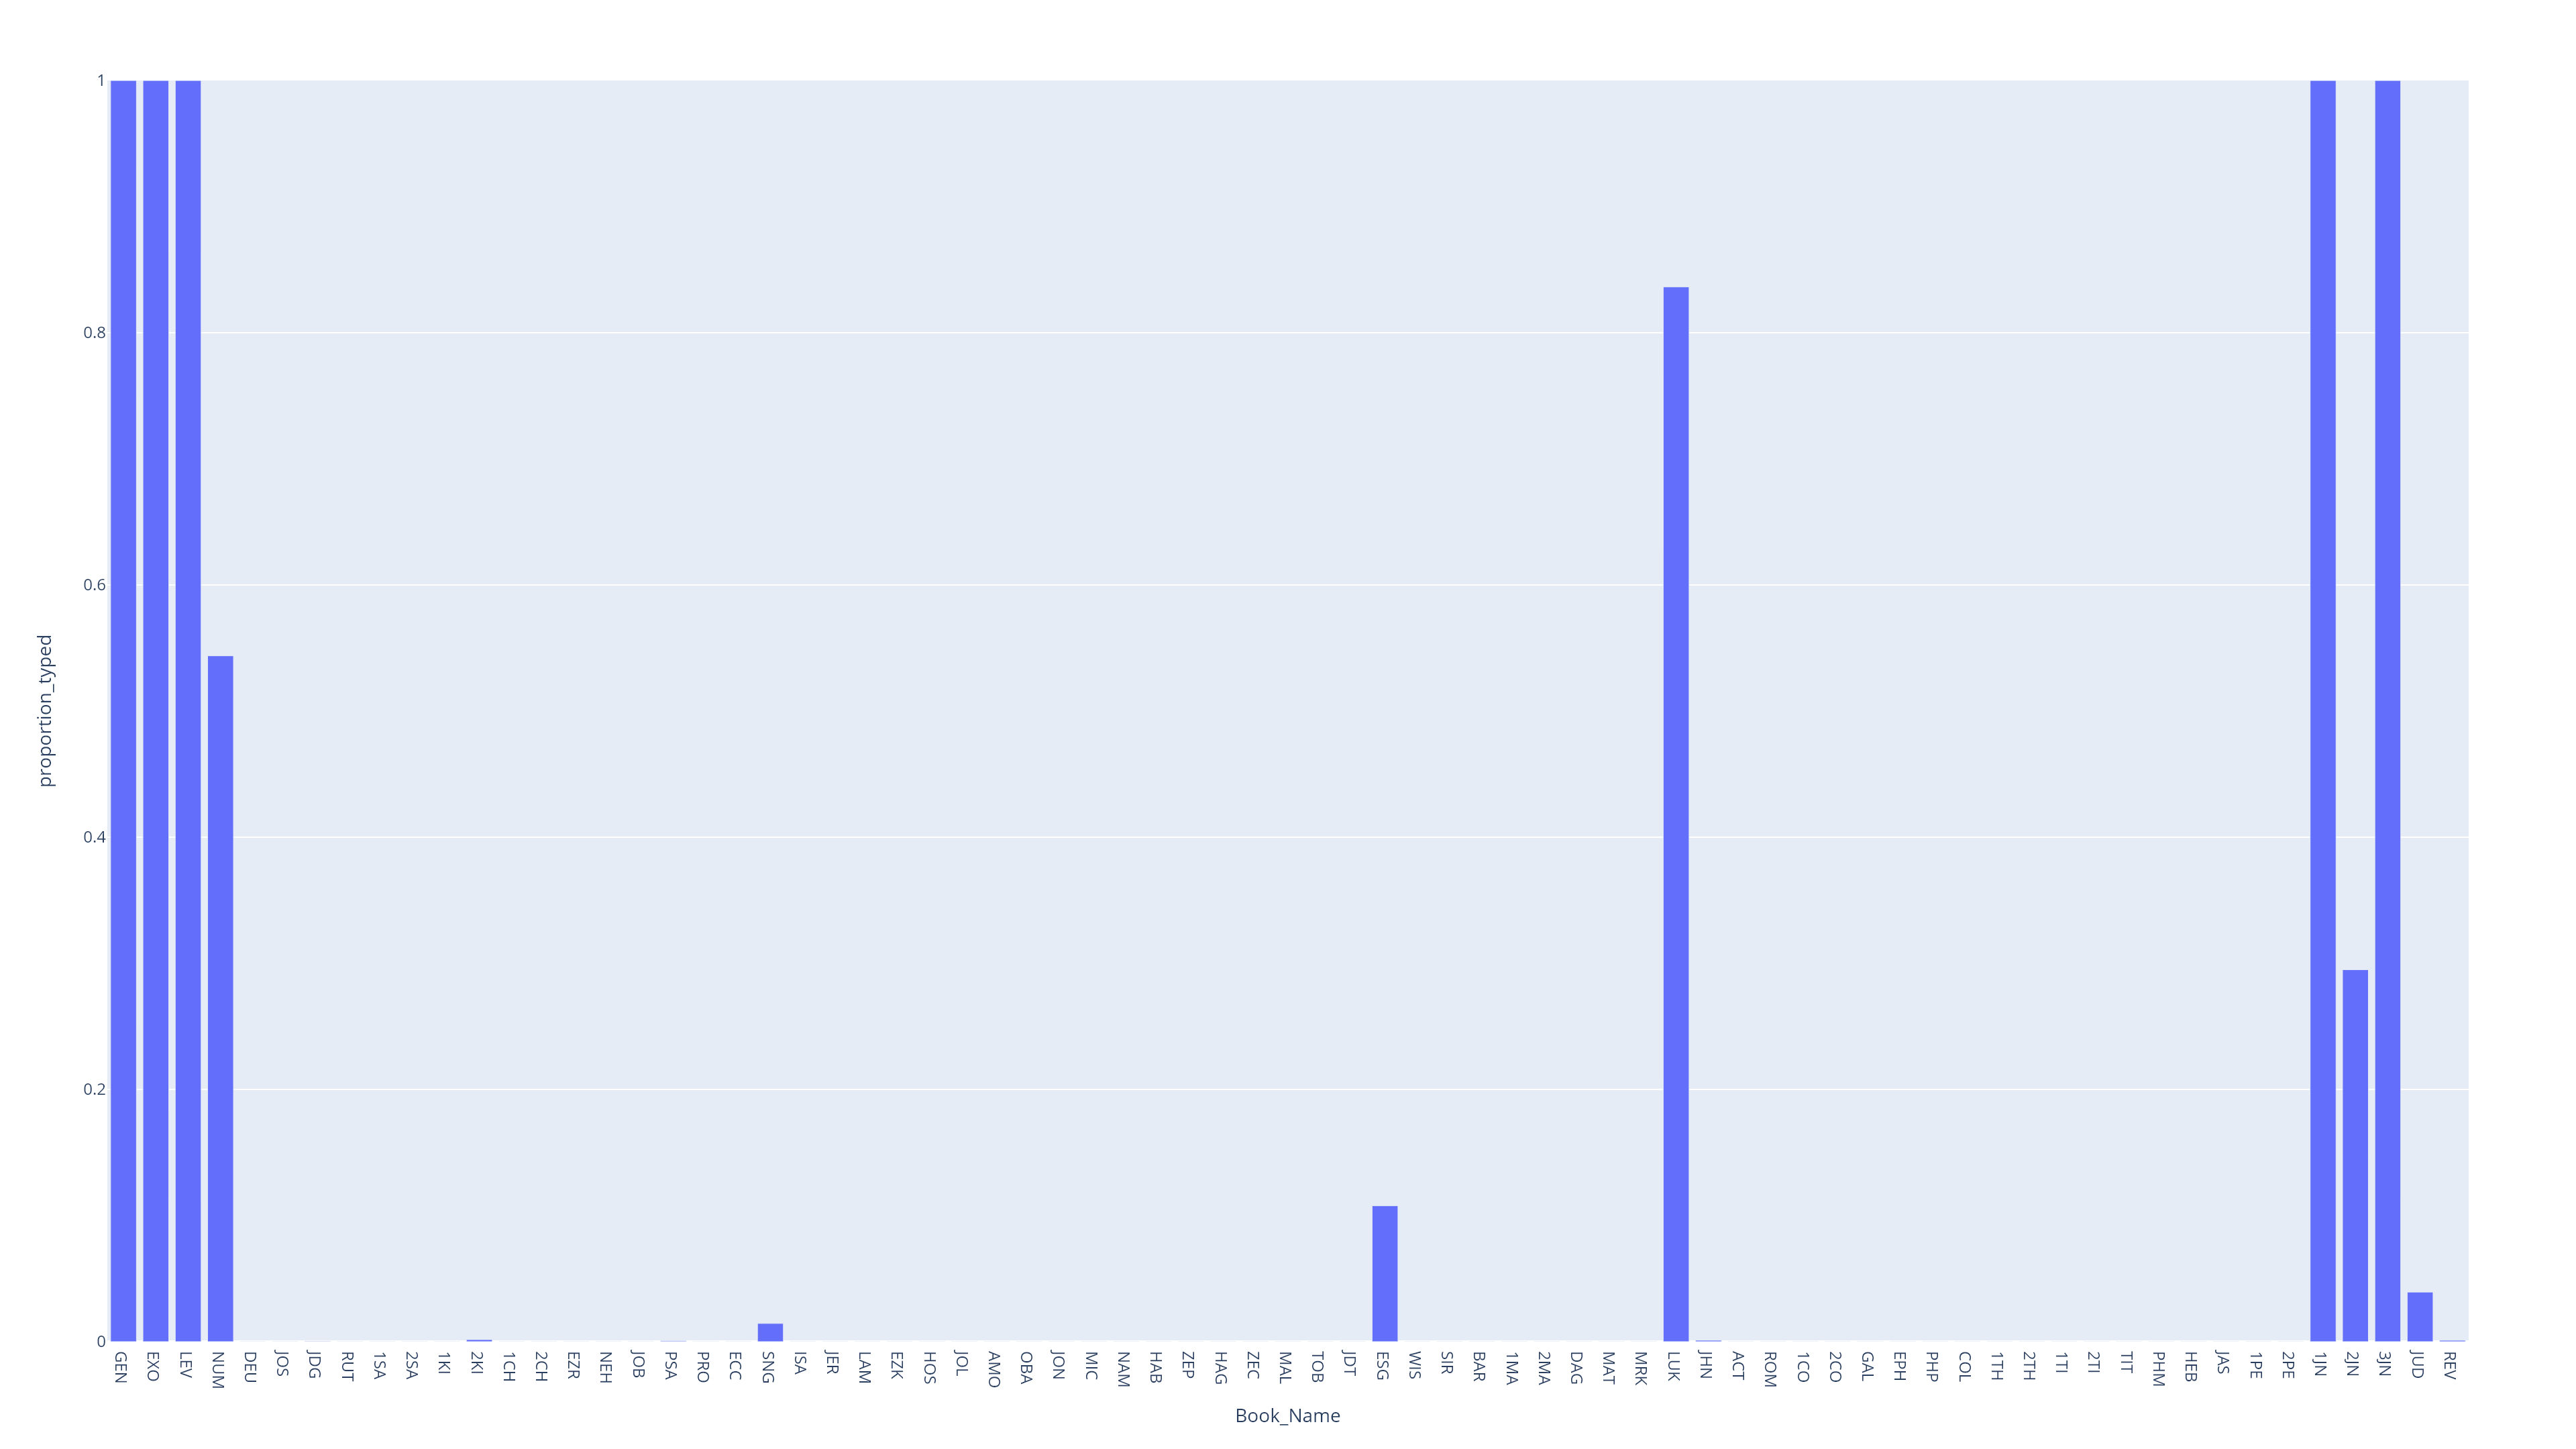 1
0.8
0.6
0.4
0.2
0
proportion_typed
GEN EXO LEV NUM DEU JOS JDG RUT 1SA 2SA 1KI 2KI 1CH 2CH EZR NEH JOB PSA PRO ECC SNG ISA JER LAM EZK HOS JOL AMO OBA JON MIC NAM HAB ZEP HAG ZEC MAL TOB JDT ESG WIS SIR BAR 1MA 2MA DAG MAT MRK LUK JHN ACT ROM 1CO 2CO GAL EPH PHP COL 1TH 2TH 1TI 2TI TIT PHM HEB JAS 1PE 2PE 1JN 2JN 3JN JUD REV
Book_Name